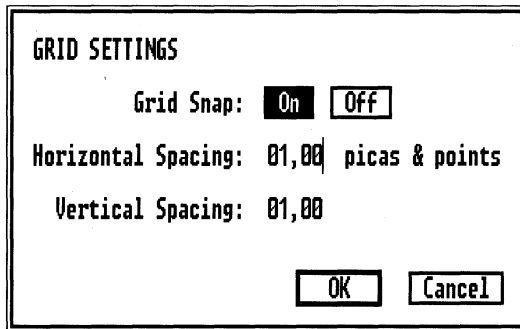 GRID SETTINGS
Grid Snap: On Off
Horizontal Spacing: 01,00 picas & points
Vertical Spacing: 01,00
OK Cancel